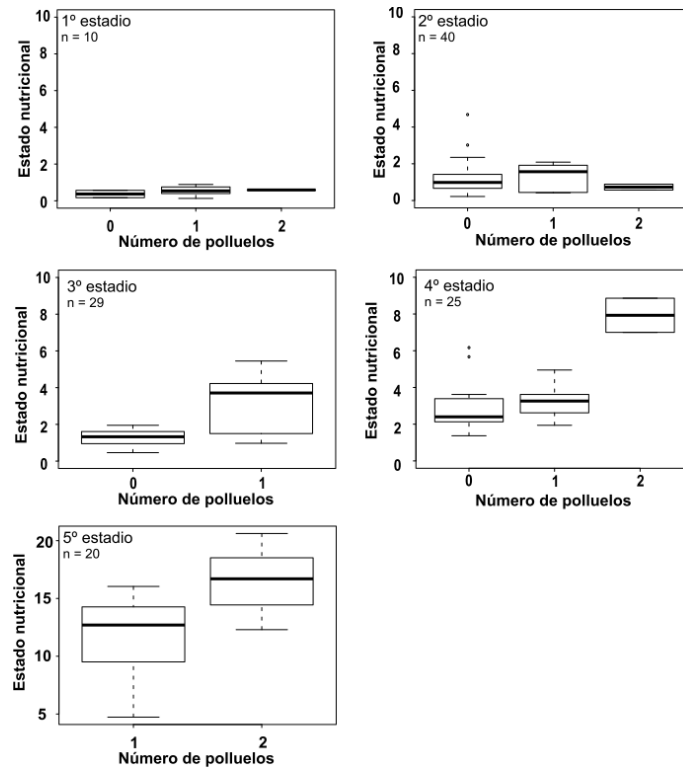 1º estadio
n = 10
Estado nutricional
10
8
6
4
2
0
0 1 2
Número de polluelos
2º estadio
n = 40
Estado nutricional
10
8
6
4
2
0
0 1 2
Número de polluelos
3º estadio
n = 29
Estado nutricional
10
8
6
4
2
0
0 1
Número de polluelos
4º estadio
n = 25
Estado nutricional
10
8
6
4
2
0
0 1 2
Número de polluelos
5º estadio
n = 20
Estado nutricional
20
15
10
5
1 2
Número de polluelos